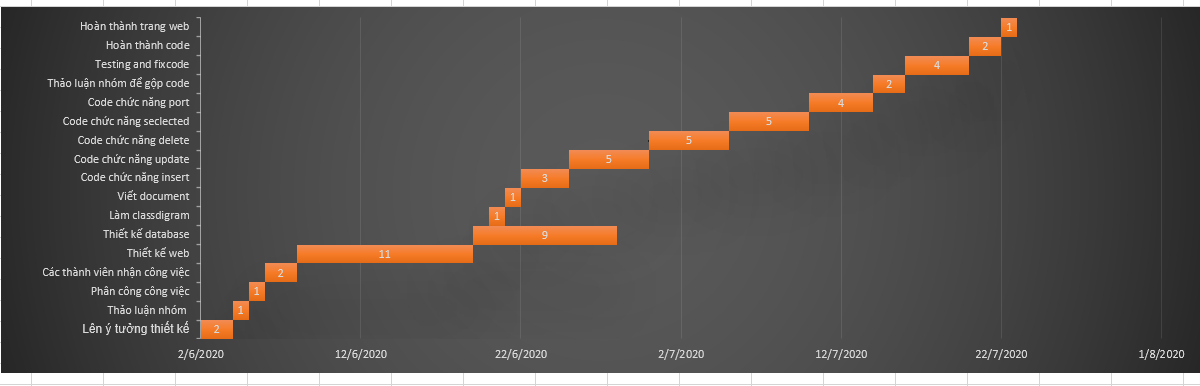 Hoàn thành trang web
1
Hoàn thành code
2
Testing and fixcode
4
Thảo luận nhóm để gộp code
2
Code chức năng port
4
Code chức năng seclected
5
Code chức năng delete
5
Code chức năng update
5
Code chức năng insert
3
Viết document
1
Làm classdigram
1
Thiết kế database
9
Thiết kế web
11
Các thành viên nhận công việc
2
Phân công công việc
1
Thảo luận nhóm
1
Lên ý tưởng thiết kế
2
2/6/2020 12/6/2020 22/6/2020 2/7/2020 12/7/2020 22/7/2020 1/8/2020